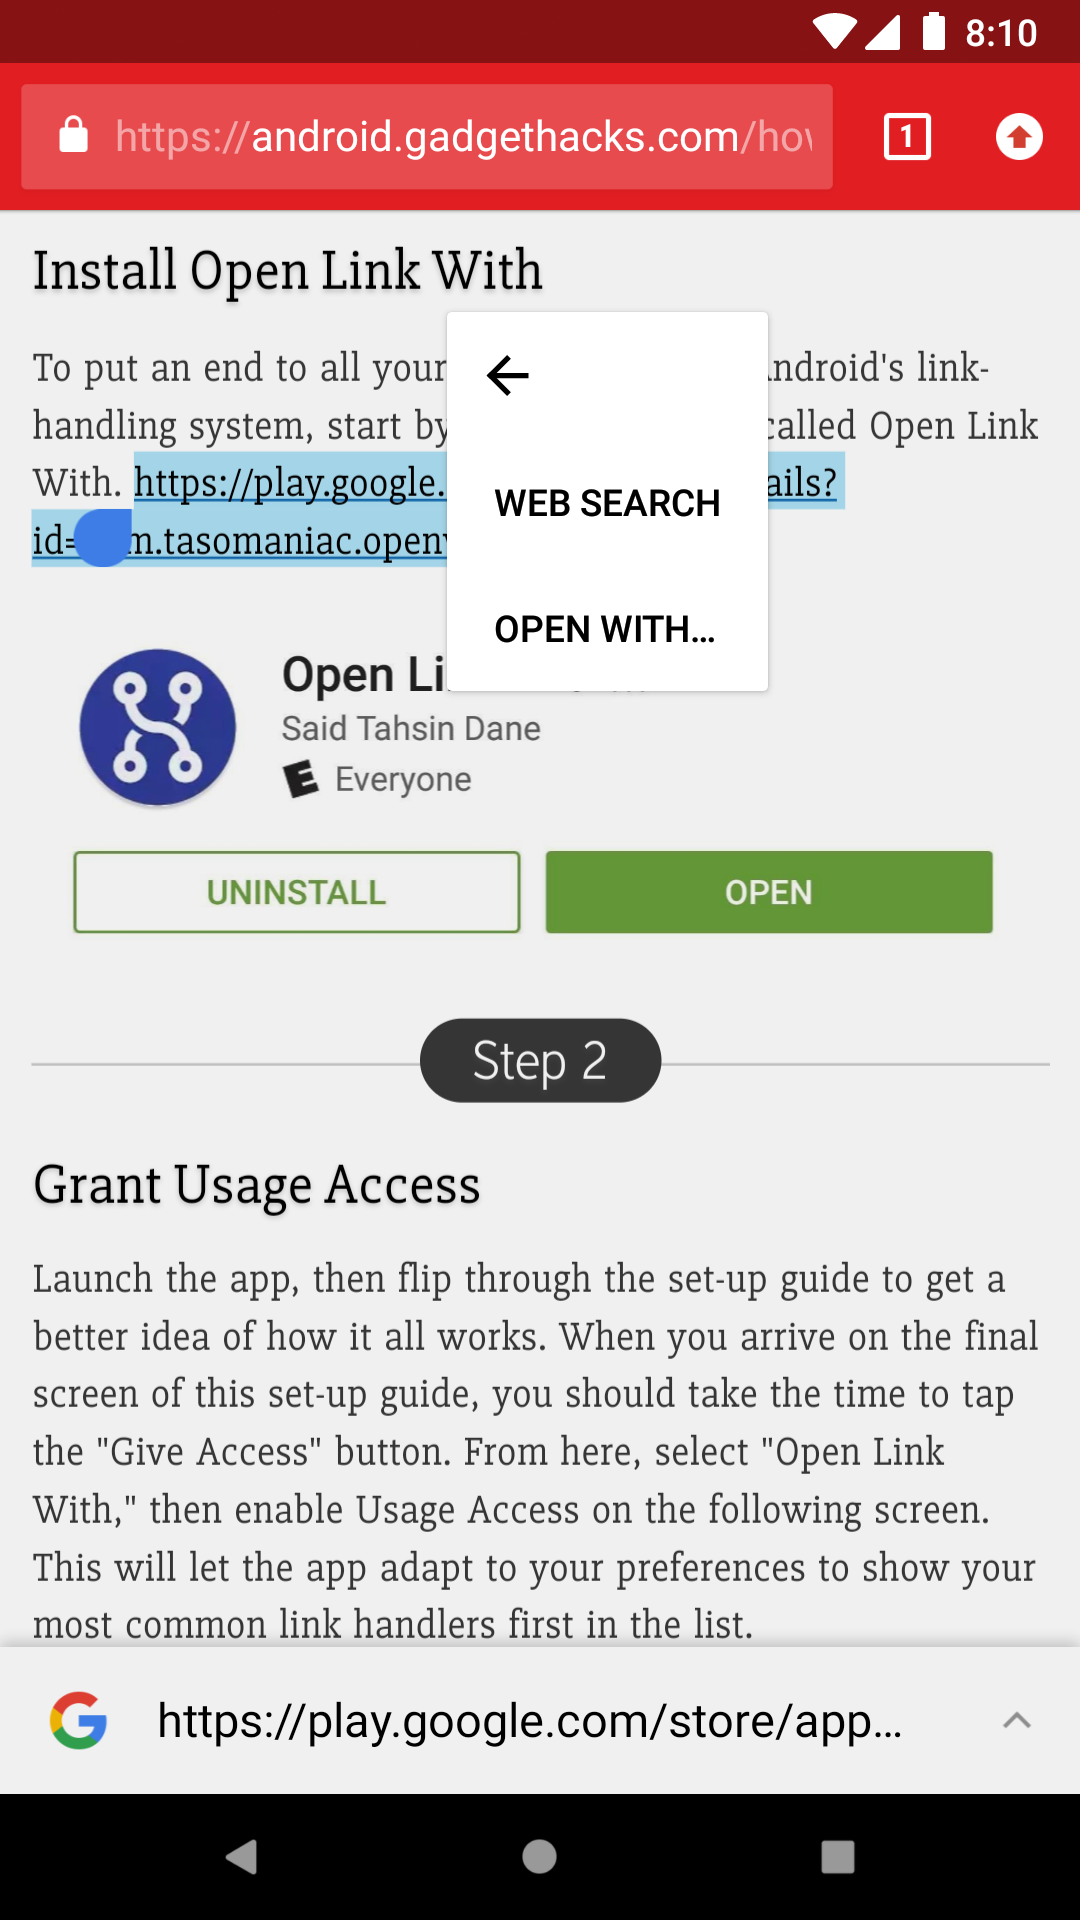 8:10
https://android.gadgethacks.com/how
1
Install Open Link With
To put an end to all your ndroid's link-
handling system, start by called Open Link
With. https://play.google. ails?
id= m.tasomaniac.open
WEB SEARCH
OPEN WITH...
Open Li
Said Tahsin Dane
E Everyone
UNINSTALL
OPEN
Step 2
Grant Usage Access
Launch the app, then flip through the set-up guide to get a
better idea of how it all works. When you arrive on the final
screen of this set-up guide, you should take the time to tap
the "Give Access" button. From here, select "Open Link
With," then enable Usage Access on the following screen.
This will let the app adapt to your preferences to show your
most common link handlers first in the list.
https://play.google.com/store/app...